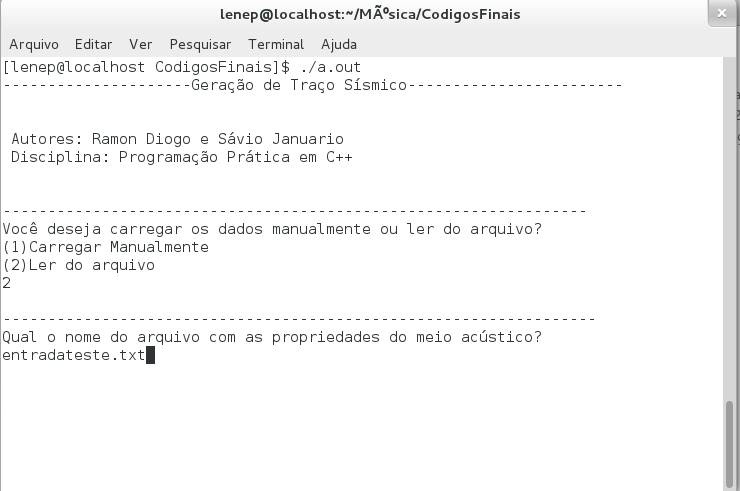 lenep@localhost:~/MÃºsica/CodigosFinais
Arquivo Editar Ver Pesquisar Terminal Ajuda
[lenep@localhost CodigosFinais]$ ./a.out
---------------------Geração de Traço Sísmico------------------------
Autores: Ramon Diogo e Sávio Januario
Disciplina: Programação Prática em C++
-----------------------------------------------------------------
Você deseja carregar os dados manualmente ou ler do arquivo?
(1)Carregar Manualmente
(2)Ler do arquivo
2
------------------------------------------------------------------
Qual o nome do arquivo com as propriedades do meio acústico?
entradateste.txt